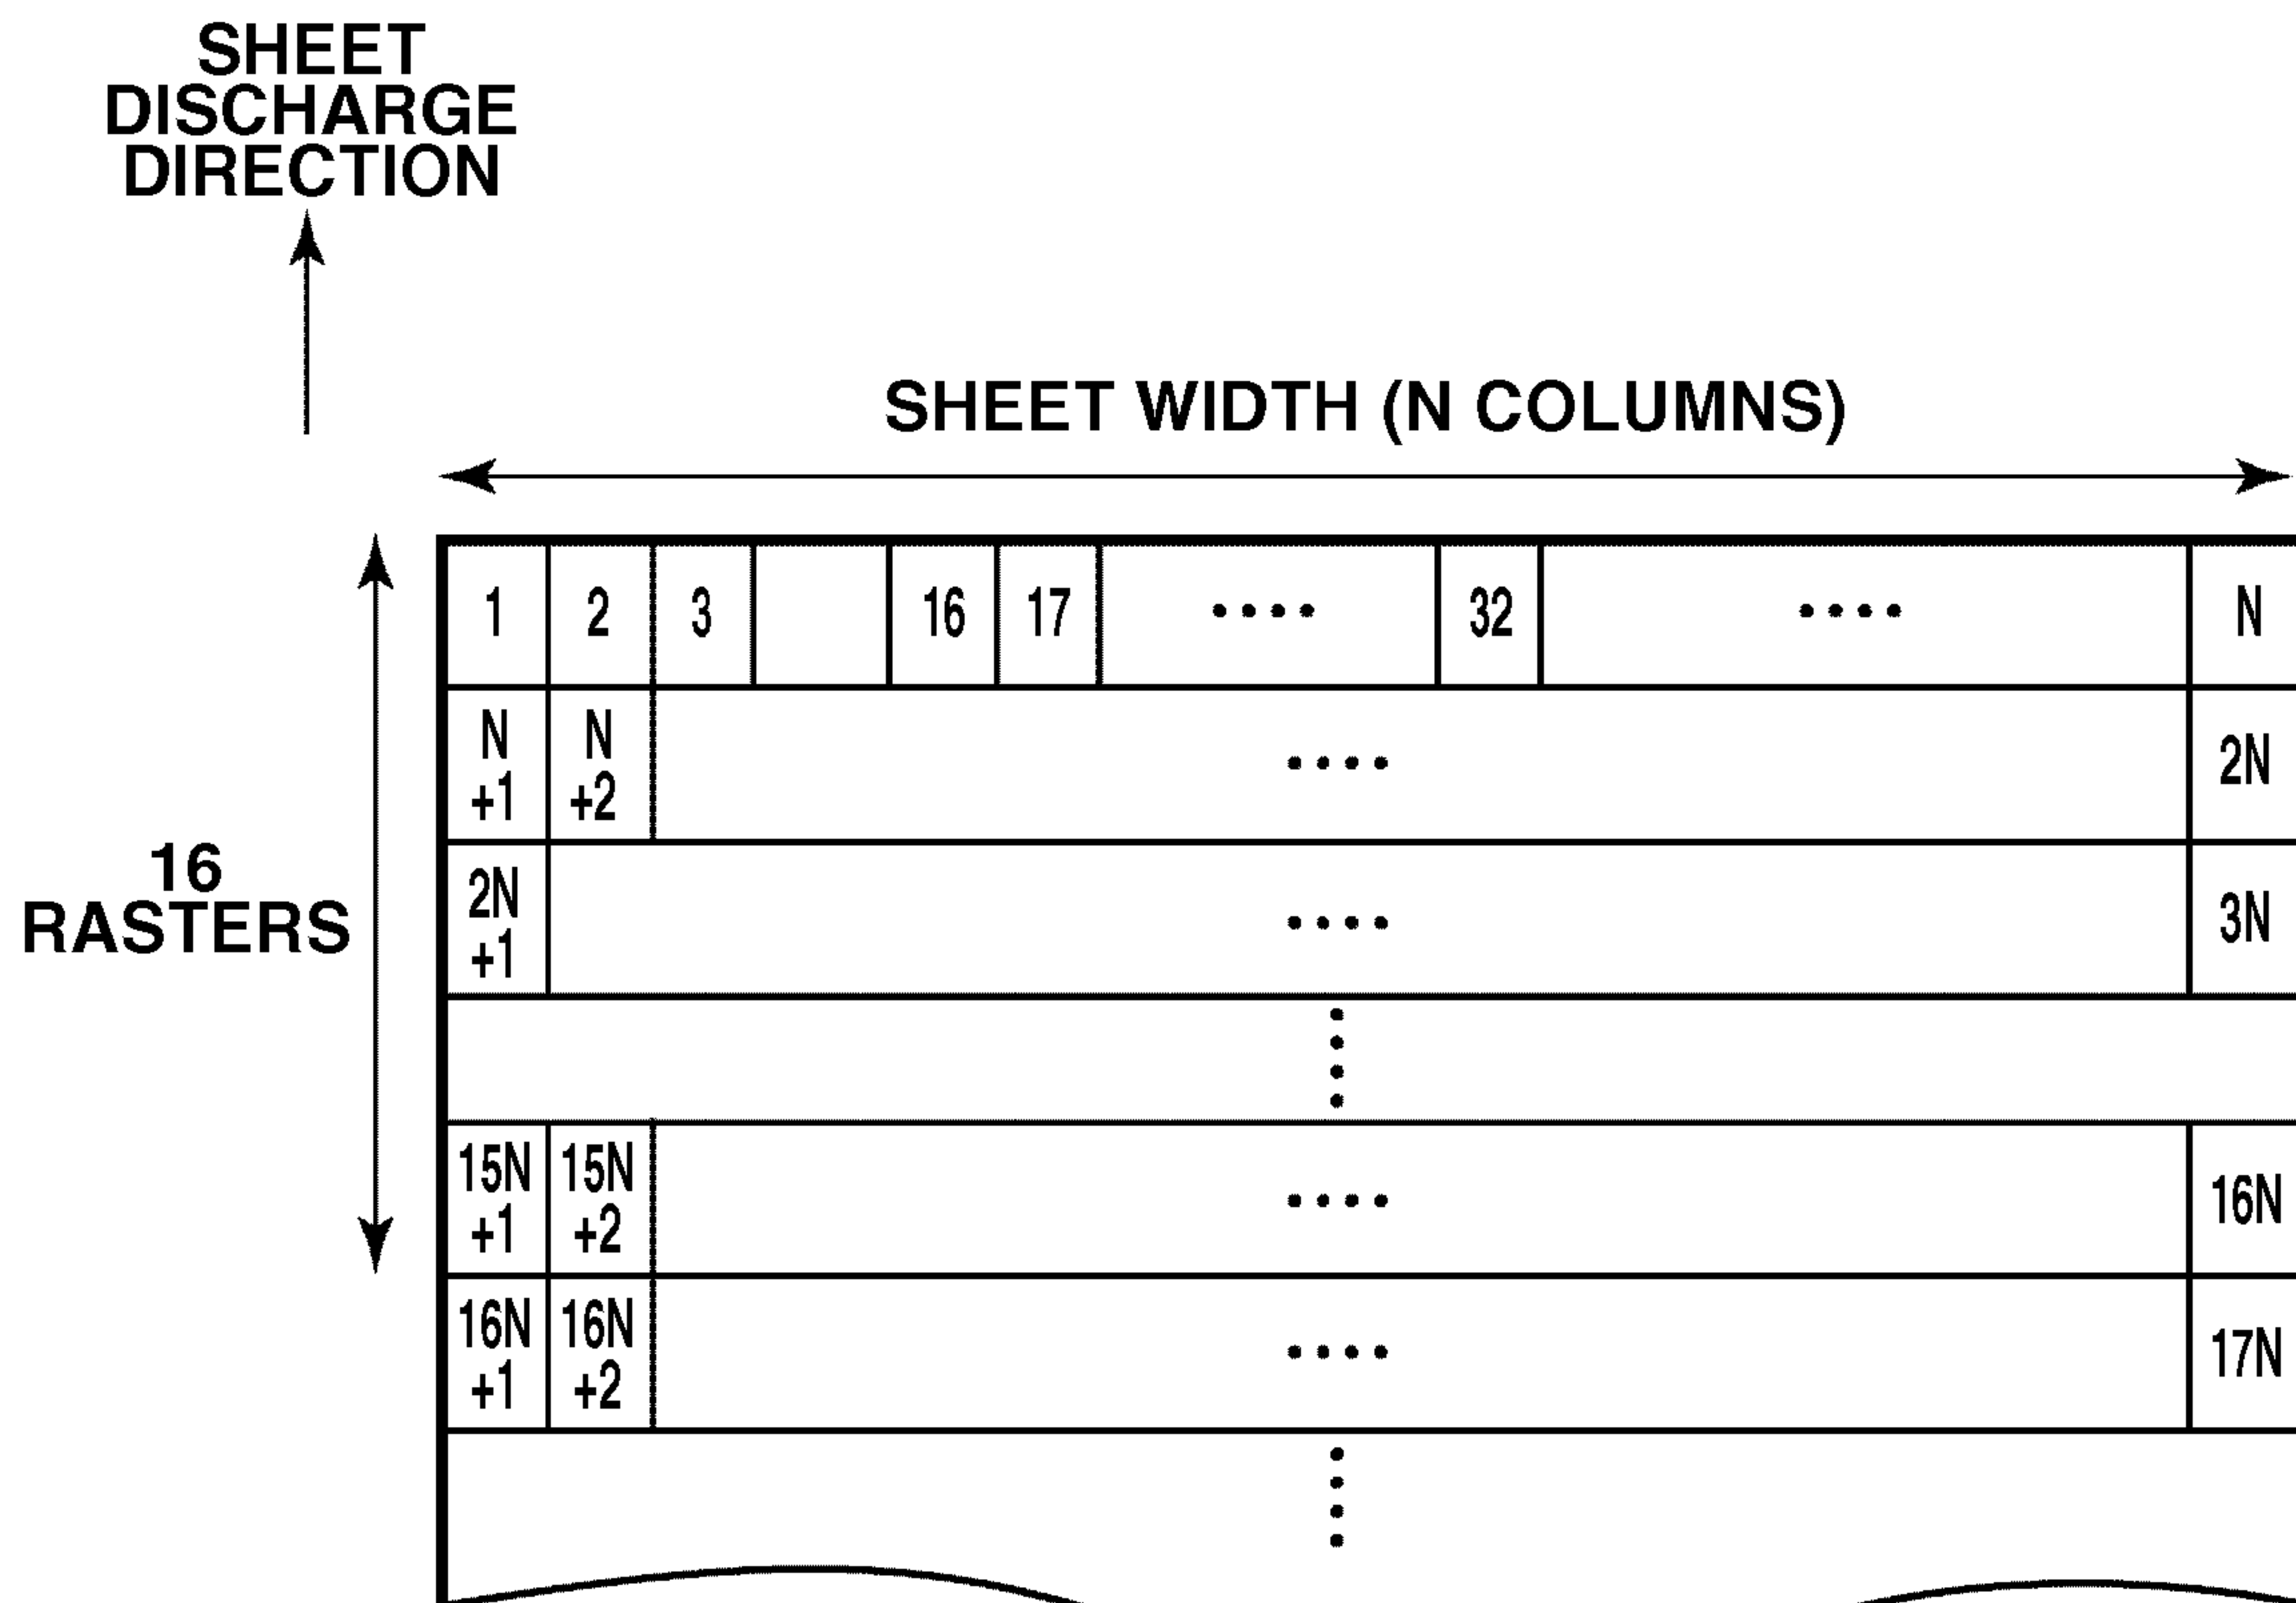 SHEET
DISCHARGE
DIRECTION
SHEET WIDTH (N COLUMNS)
16
RASTERS
1 2 3 16 17 •••• 32 •••• N
N
+1
N
+2
•••• 2N
2N
+1
•••• 3N
15N
+1
15N
+2
•••• 16N
16N
+1
16N
+2
•••• 17N